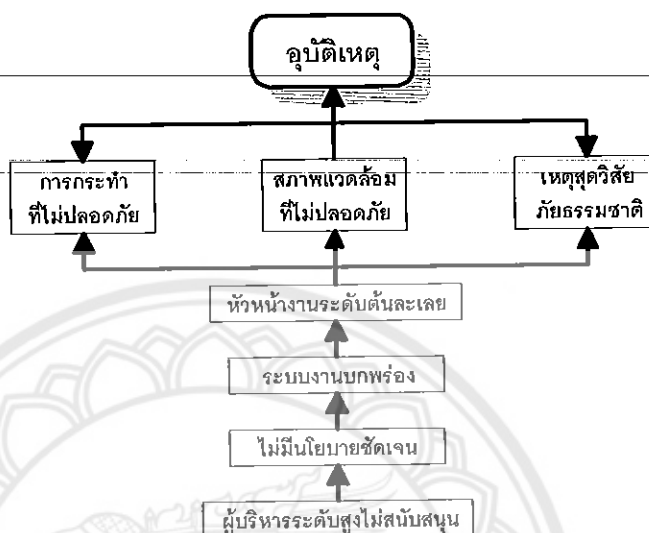 อุบัติเหตุ
การกระทำ
ที่ไม่ปลอดภัย
สภาพแวดล้อม
ที่ไม่ปลอดภัย
เหตุสุดวิสัย
ภัยธรรมชาติ
หัวหน้างานระดับต้นละเลย
ระบบงานบกพร่อง
ไม่มีนโยบายชัดเจน
ผู้บริหารระดับสูงไม่สนับสนุน